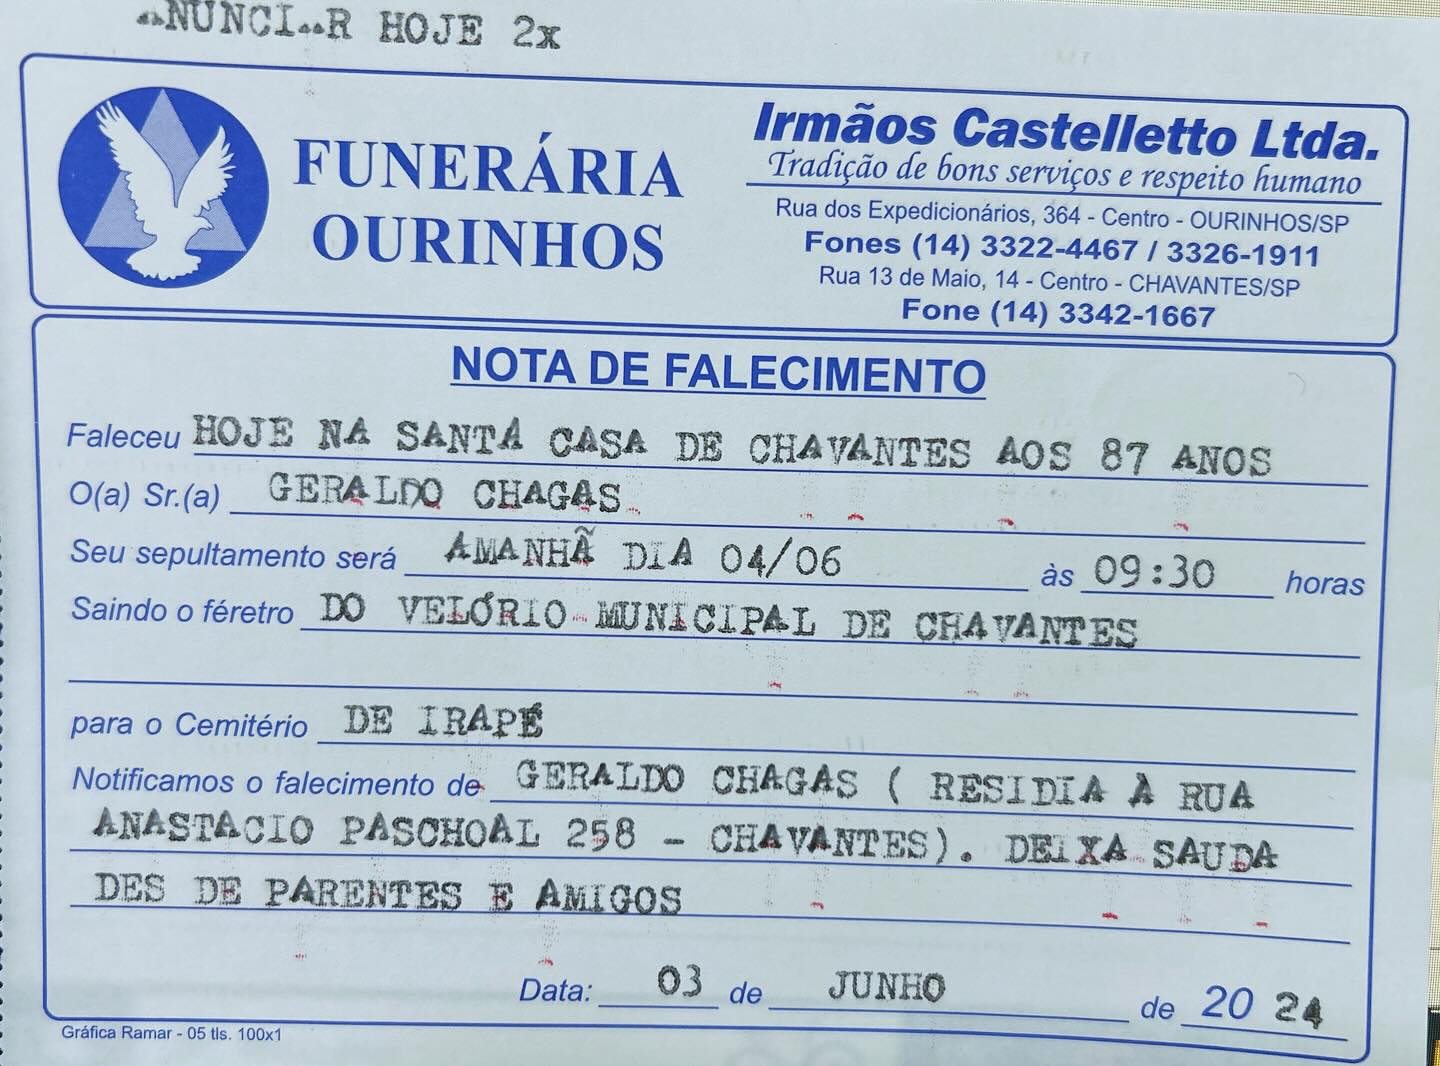 ANUNCIAR HOJE 2x
FUNERÁRIA
OURINHOS
Irmãos Castelletto Ltda.
Tradição de bons serviços e respeito humano
Rua dos Expedicionários, 364 - Centro - OURINHOS/SP
Fones (14) 3322-4467 / 3326-1911
Rua 13 de Maio, 14 - Centro - CHAVANTES/SP
Fone (14) 3342-1667
NOTA DE FALECIMENTO
Faleceu HOJE NA SANTA CASA DE CHAVANTES AOS 87 ANOS
O(a) Sr.(a) GERALDO CHAGAS
Seu sepultamento será AMANHÃ DIA 04/06 às 09:30 horas
Saindo o féretro DO VELÓRIO MUNICIPAL DE CHAVANTES
para o Cemitério DE IRAPÉ
Notificamos o falecimento de GERALDO CHAGAS ( RESIDIA À RUA
ANASTACIO PASCHOAL 258 - CHAVANTES). DEIXA SAUDA
DES DE PARENTES E AMIGOS
Data: 03 de JUNHO de 20 24
Gráfica Ramar - 05 tls. 100x1